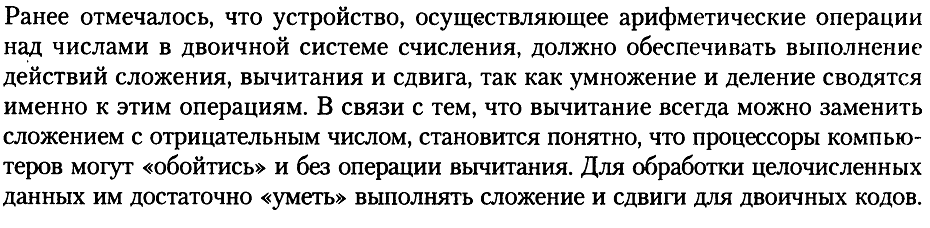 Ранее отмечалось, что устройство, осуществляющее арифметические операции
над числами в двоичной системе счисления, должно обеспечивать выполнение
действий сложения, вычитания и сдвига, так как умножение и деление сводятся
именно к этим операциям. В связи с тем, что вычитание всегда можно заменить
сложением с отрицательным числом, становится понятно, что процессоры компью-
теров могут «обойтись» и без операции вычитания. Для обработки целочисленных
данных им достаточно «уметь» выполнять сложение и сдвиги для двоичных кодов.